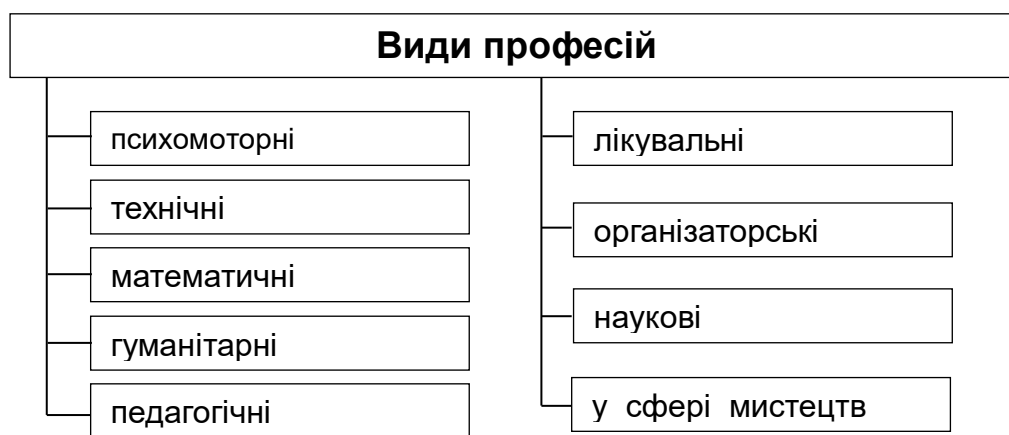 Види професій
психомоторні
технічні
математичні
гуманітарні
педагогічні
лікувальні
організаторські
наукові
у сфері мистецтв